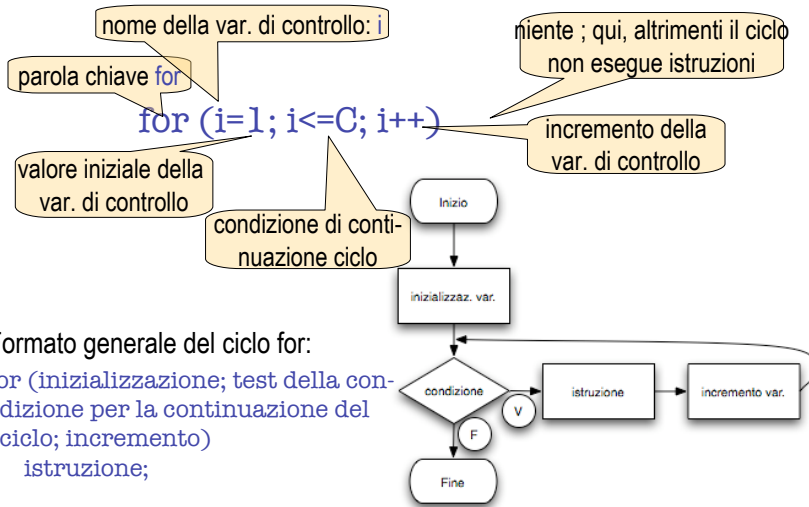 nome della var. di controllo: i
niente ; qui, altrimenti il ciclo
non esegue istruzioni
parola chiave for
for (i=1; i<=C; i++)
incremento della
var. di controllo
valore iniziale della
var. di controllo
condizione di conti-
nuazione ciclo
Inizio
inizializzaz. var.
ormato generale del ciclo for:
or (inizializzazione; test della con-
dizione per la continuazione del
ciclo; incremento)
istruzione;
condizione
V
istruzione
incremento var.
F
Fine